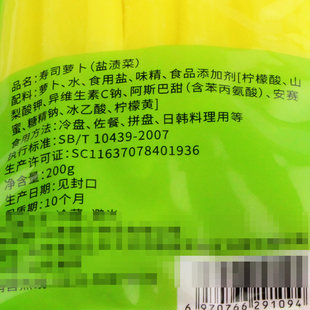 品名:寿司萝卜(盐渍菜)
配料:萝卜、水、食用盐、味精、食品添加剂[柠檬酸、山
梨酸钾、异维生素C钠、阿斯巴甜(含苯丙氨酸)、安赛
蜜、糖精钠、冰乙酸、柠檬黄]
食用方法:冷盘、佐餐、拼盘、日韩料理用等
执行标准:SB/T 10439-2007
生产许可证:SC11637078401936
净含量:200g
生产日期:见封口
保质期:10个月
6 970766 291094